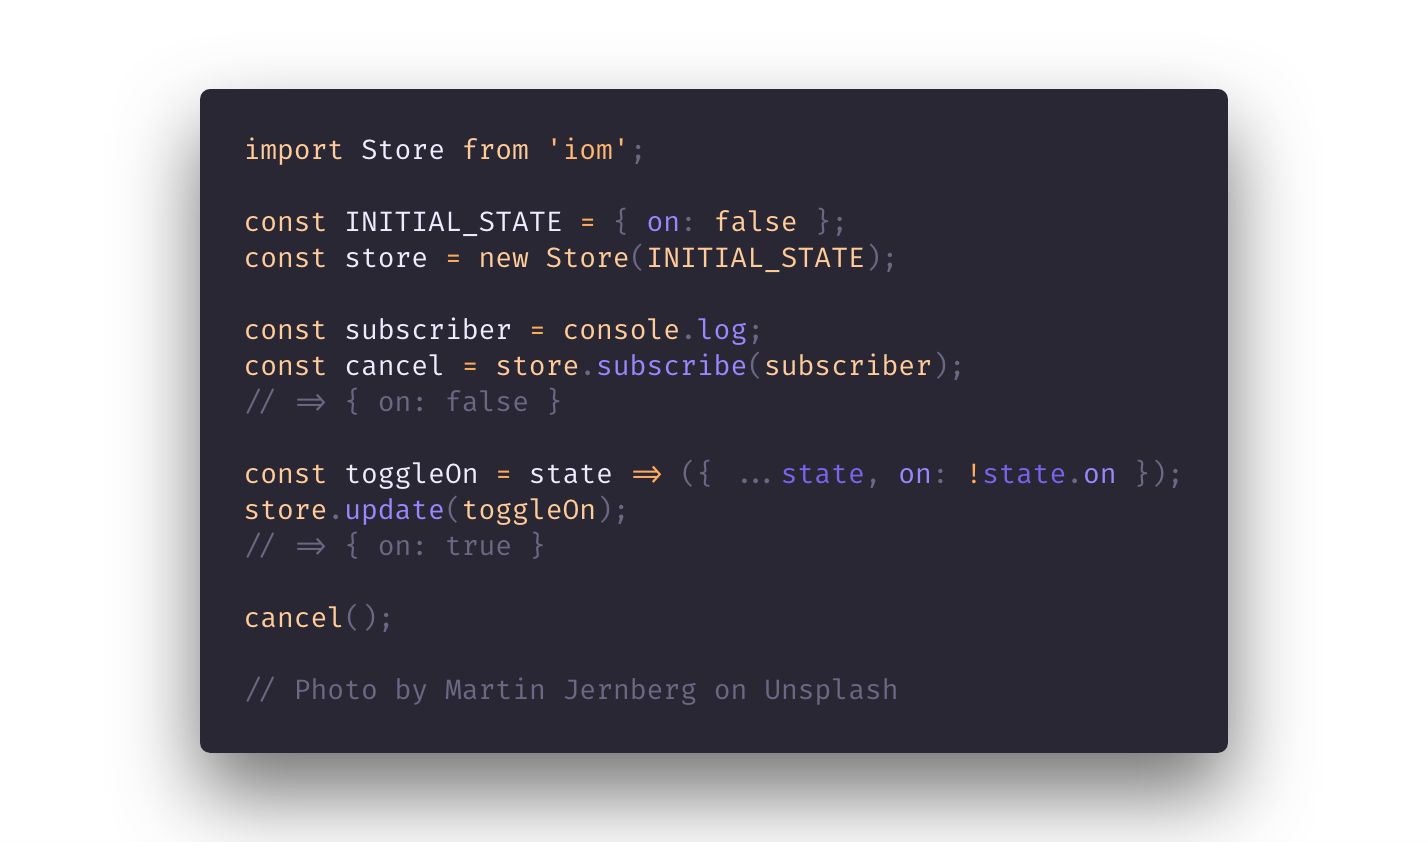 import Store from 'iom';
const INITIAL_STATE = { on: false };
const store = new Store(INITIAL_STATE);
const subscriber = console.log;
const cancel = store.subscribe(subscriber);
// => { on: false }
const toggleOn = state => ({ ...state, on: !state.on });
store.update(toggleOn);
// => { on: true }
cancel();
// Photo by Martin Jernberg on Unsplash